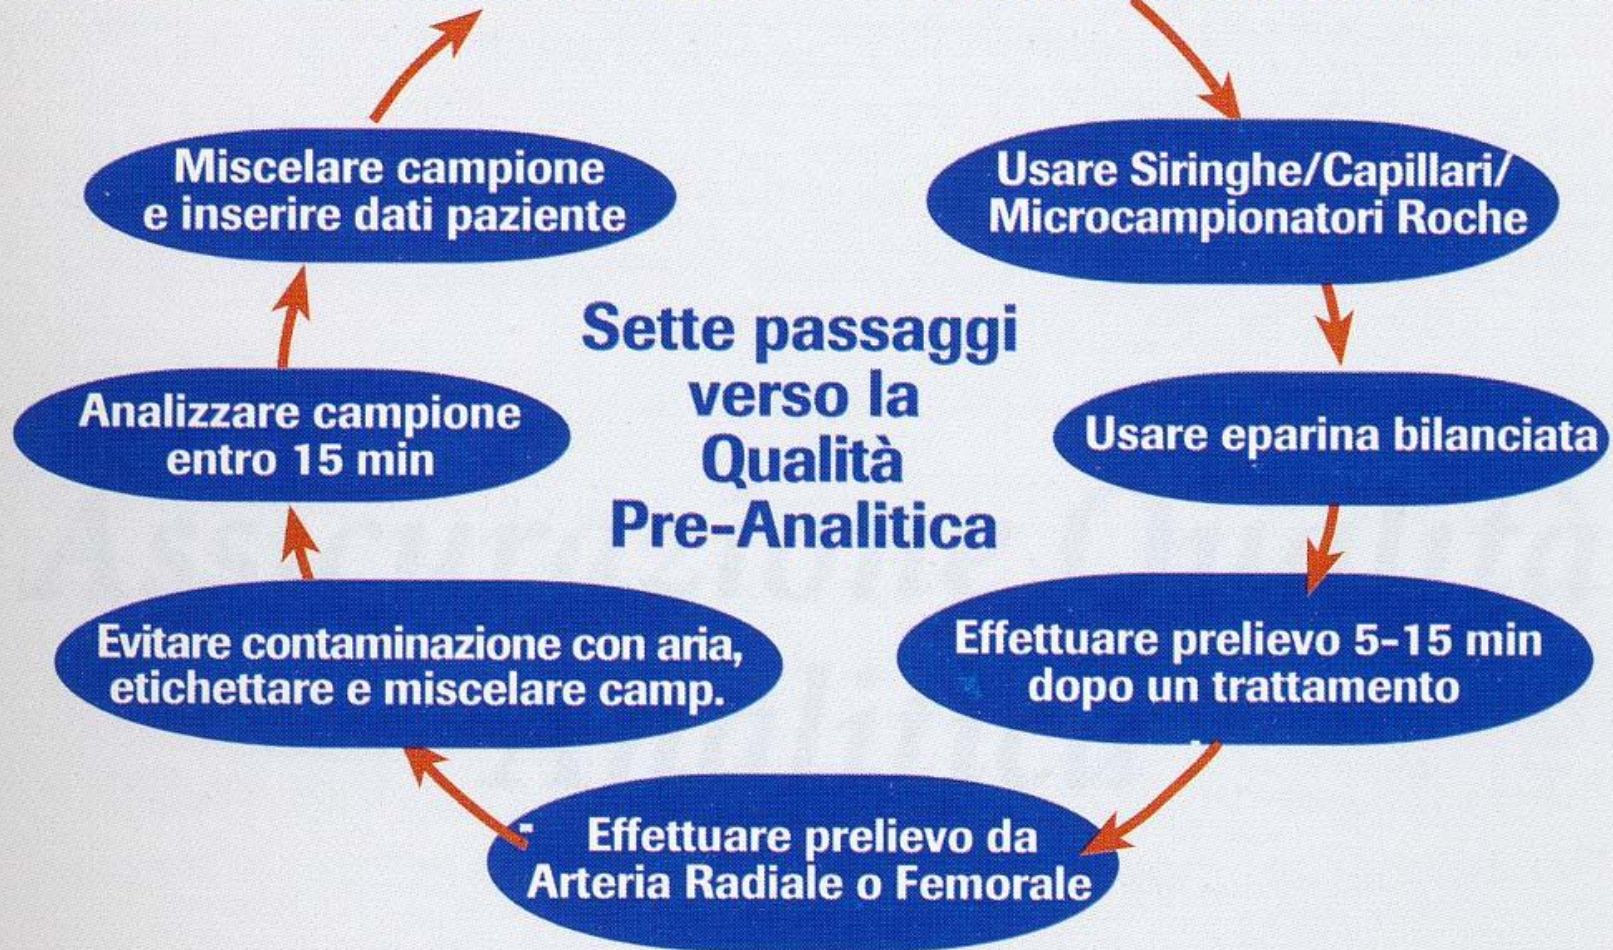 Sette passaggi
verso la
Qualità
Pre-Analitica
Usare Siringhe/Capillari/
Microcampionatori Roche
Usare eparina bilanciata
Effettuare prelievo 5-15 min
dopo un trattamento
Effettuare prelievo da
Arteria Radiale o Femorale
Evitare contaminazione con aria,
etichettare e miscelare camp.
Analizzare campione
entro 15 min
Miscelare campione
e inserire dati paziente